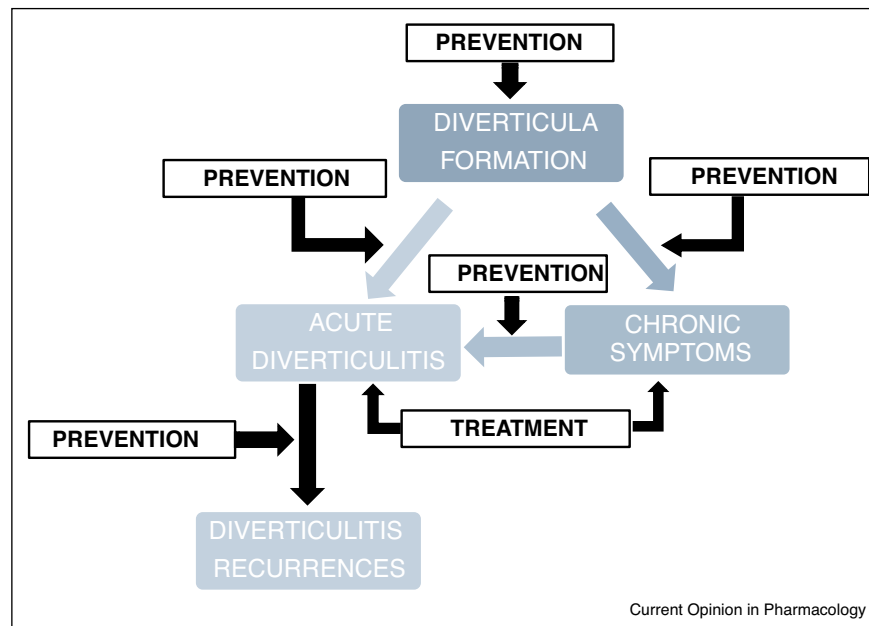 PREVENTION
DIVERTICULA
FORMATION
PREVENTION
PREVENTION
PREVENTION
ACUTE
DIVERTICULITIS
CHRONIC
SYMPTOMS
PREVENTION
TREATMENT
DIVERTICULITIS
RECURRENCES
Current Opinion in Pharmacology